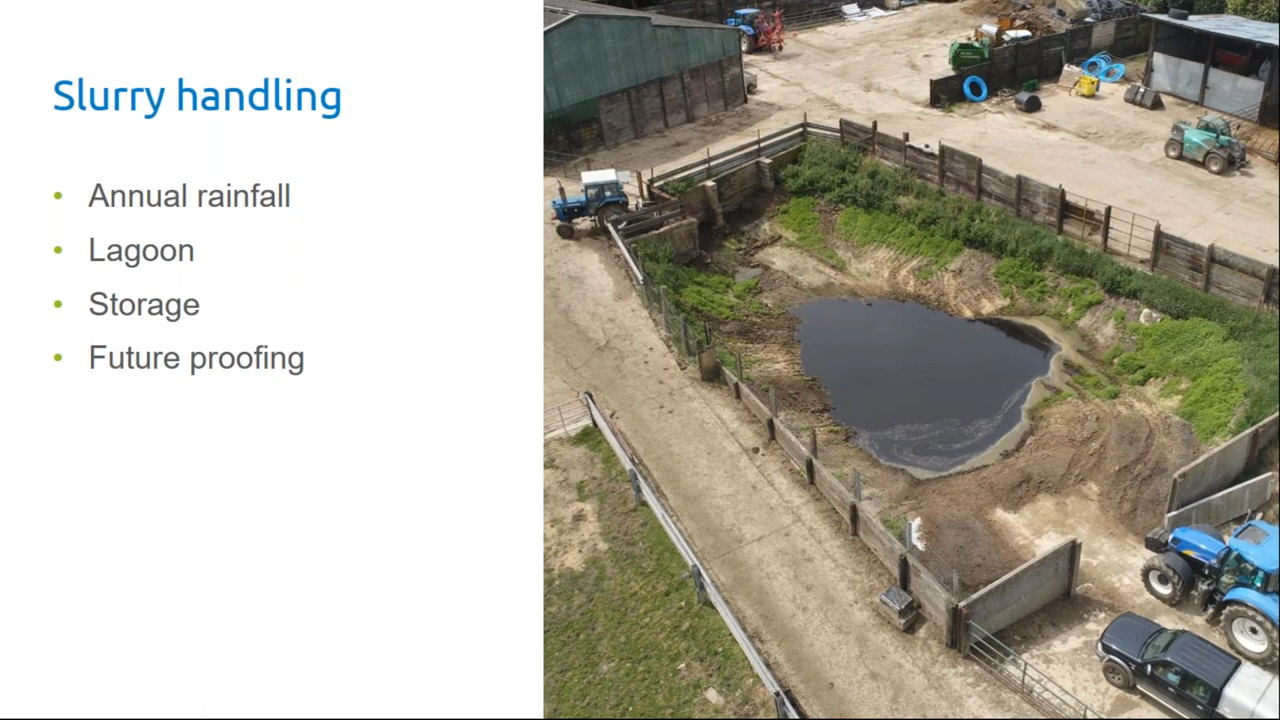 Slurry handling
• Annual rainfall
• Lagoon
• Storage
• Future proofing